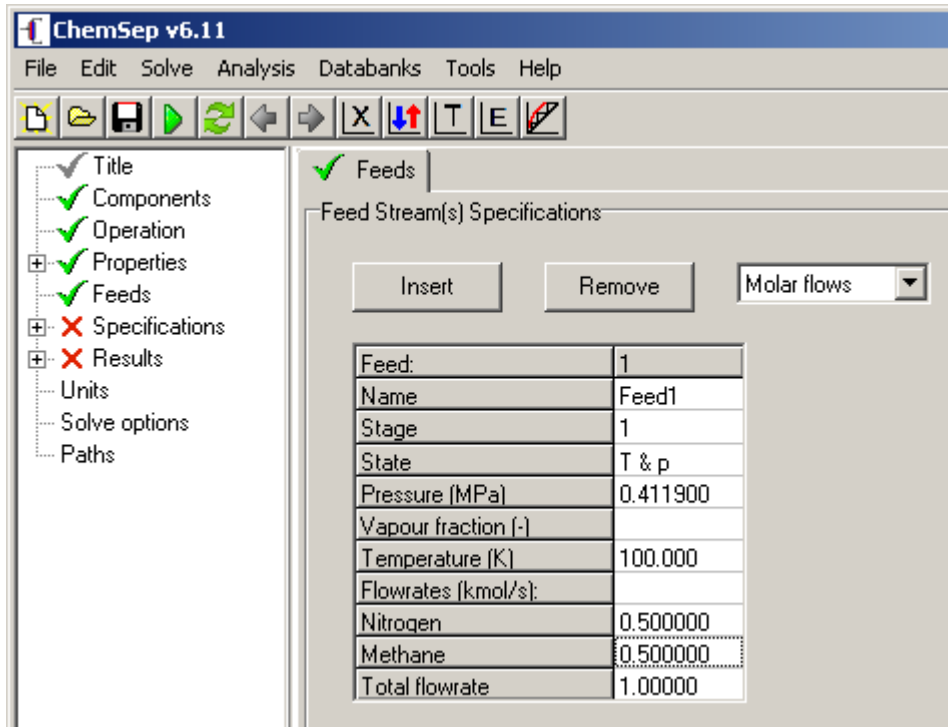 ChemSep v6.11
File Edit Solve Analysis Databanks Tools Help
X T E
Title
Components
Operation
Properties
Feeds
Specifications
Results
Units
Solve options
Paths
Feeds
Feed Stream(s) Specifications
Insert Remove Molar flows
Feed: 1
Name Feed1
Stage 1
State T & p
Pressure (MPa) 0.411900
Vapour fraction (-)
Temperature (K) 100.000
Flowrates (kmol/s):
Nitrogen 0.500000
Methane 0.500000
Total flowrate 1.00000